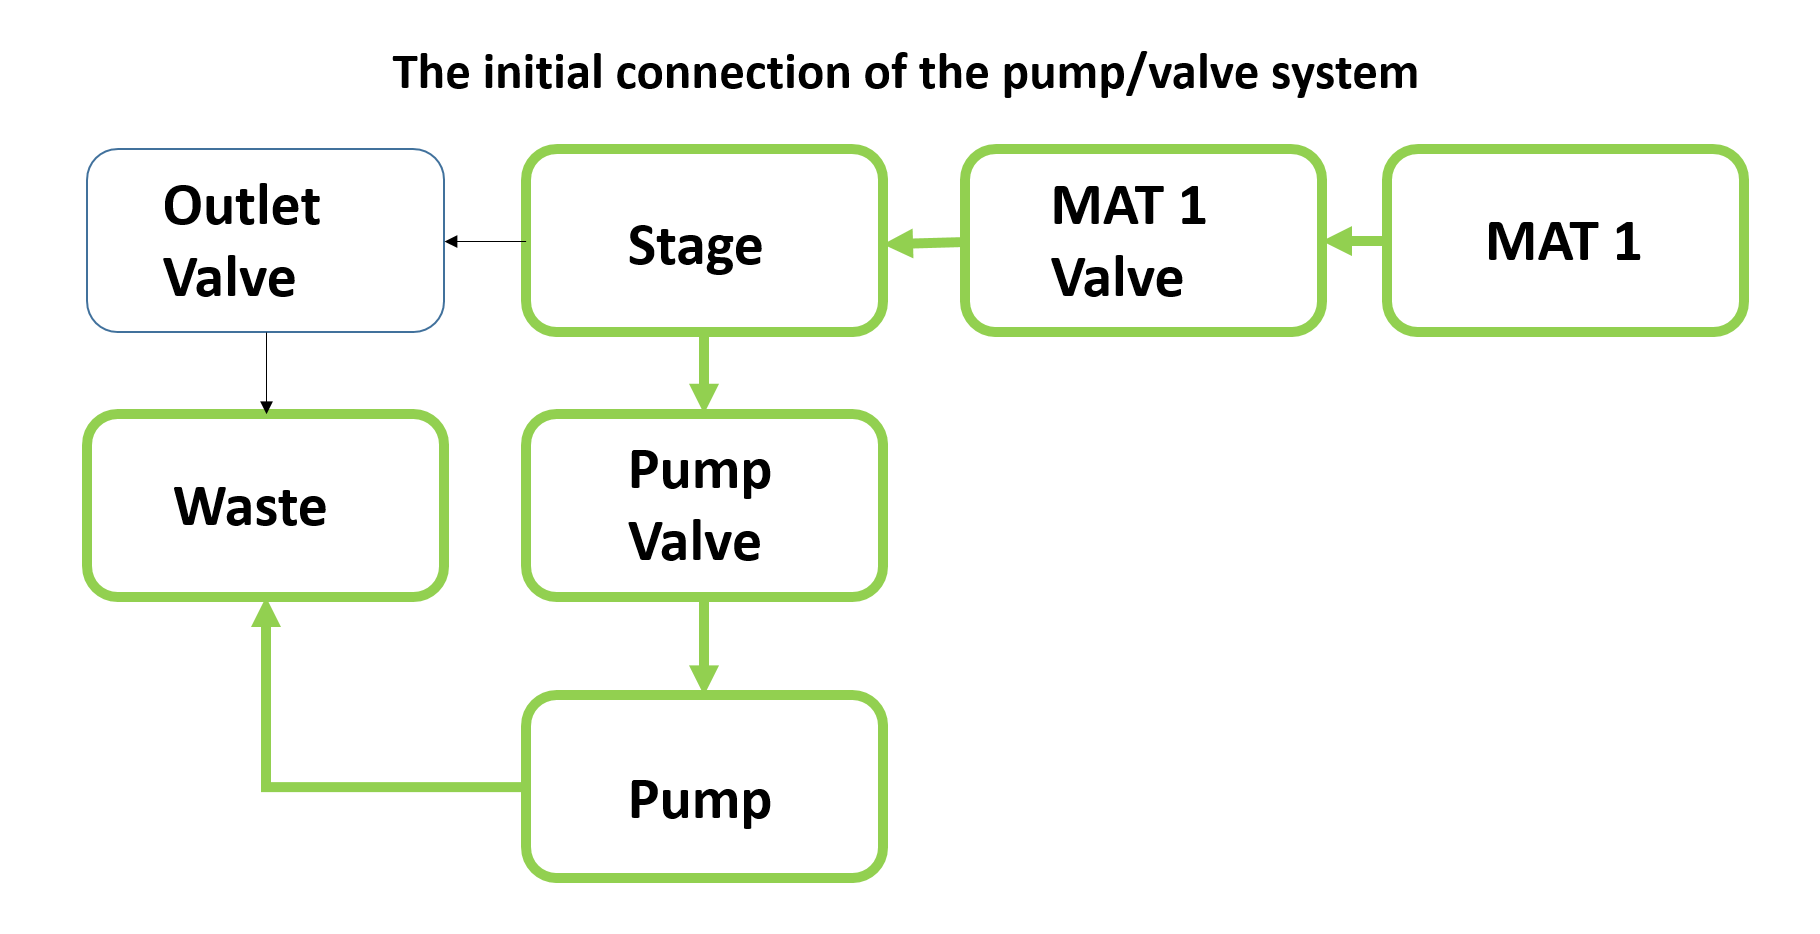 The initial connection of the pump/valve system
Outlet
Valve
Stage
MAT 1
Valve
MAT 1
Waste
Pump
Valve
Pump